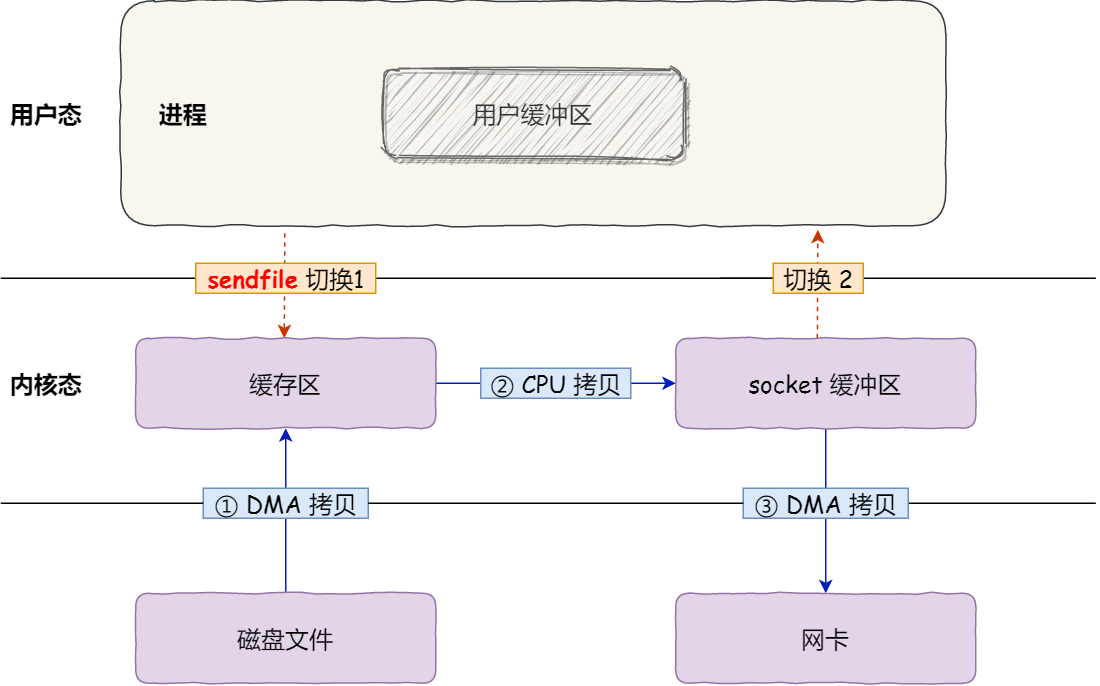 用户态
进程
用户缓冲区
sendfile 切换1
切换 2
内核态
缓存区
② CPU 拷贝
socket 缓冲区
① DMA 拷贝
③ DMA 拷贝
磁盘文件
网卡